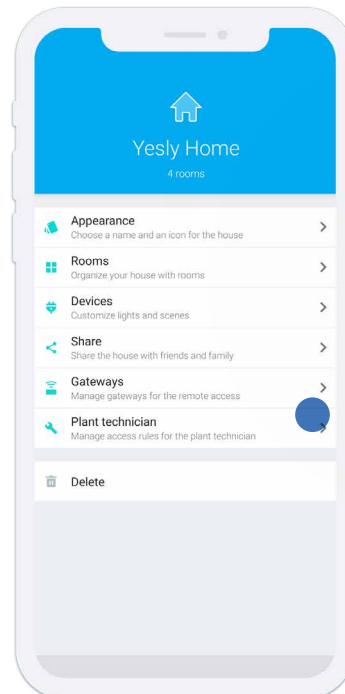 Yesly Home
4 rooms
Appearance
Choose a name and an icon for the house
Rooms
Organize your house with rooms
Devices
Customize lights and scenes
Share
Share the house with friends and family
Gateways
Manage gateways for the remote access
Plant technician
Manage access rules for the plant technician
Delete